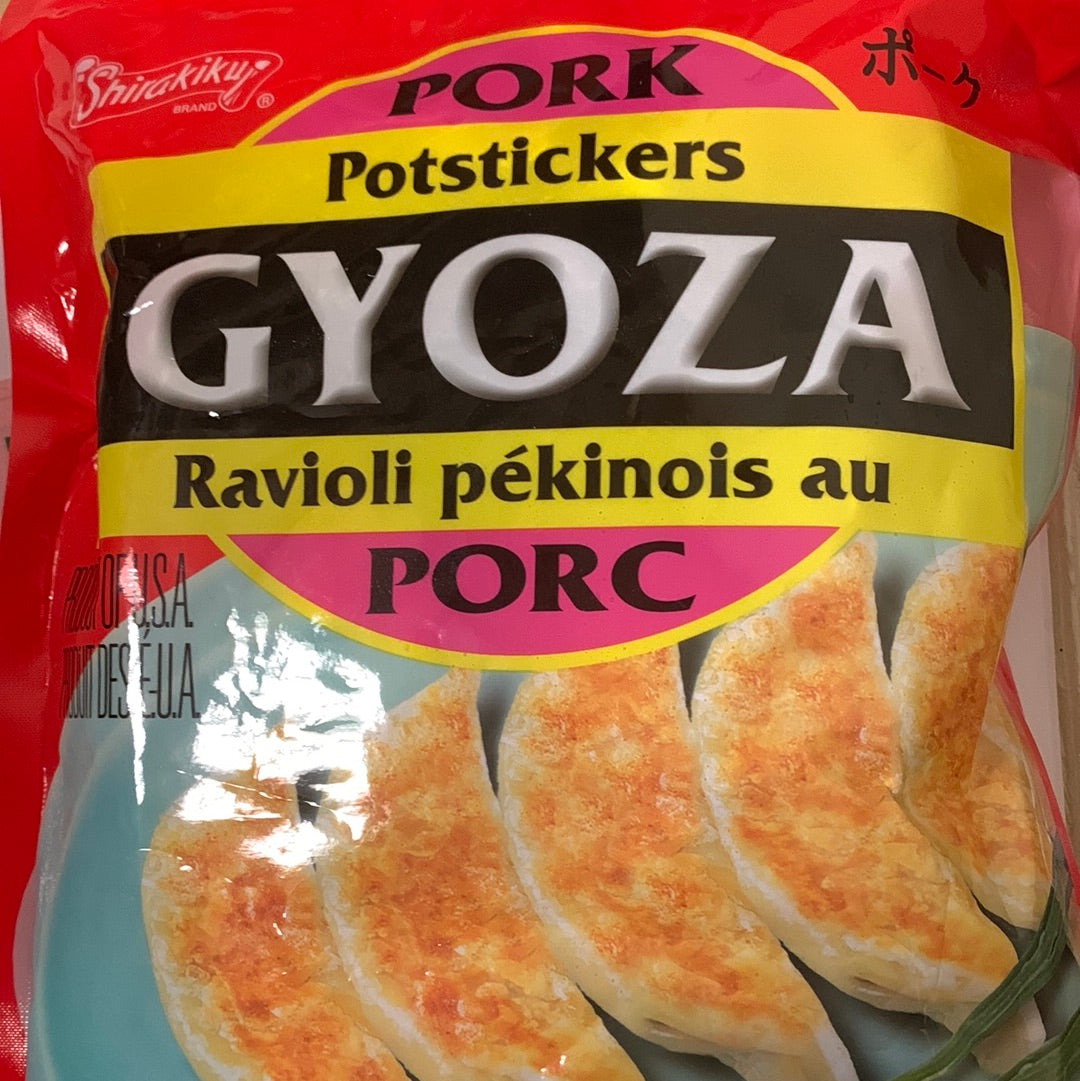 Shirakiku
BRAND ®
ポーク
PORK
Potstickers
GYOZA
Ravioli pékinois au
PORC
OF U.S.A.
DES É.-U.A.